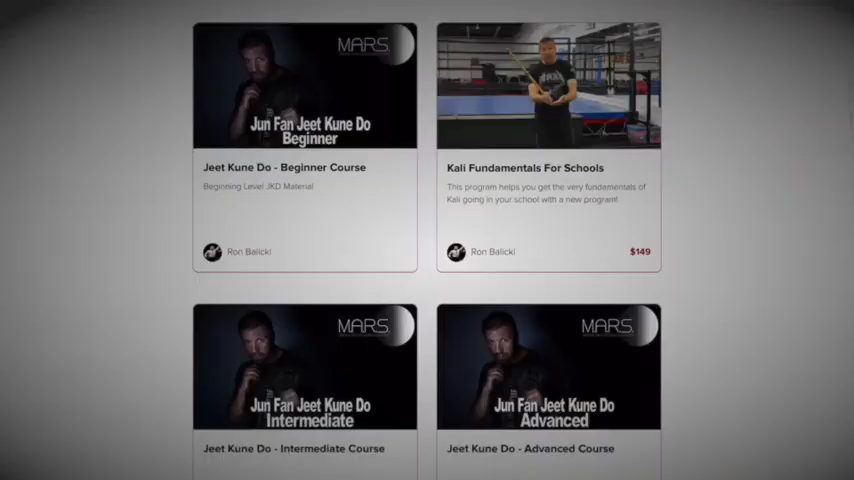 MARS
Jun Fan Jeet Kune Do
Beginner
Jeet Kune Do - Beginner Course
Beginning Level JKD Material
Ron Balicki
Kali Fundamentals For Schools
This program helps you get the very fundamentals of
Kali going in your school with a new program!
Ron Balicki
$149
MARS
Jun Fan Jeet Kune Do
Intermediate
Jeet Kune Do - Intermediate Course
MARS
Jun Fan Jeet Kune Do
Advanced
Jeet Kune Do - Advanced Course